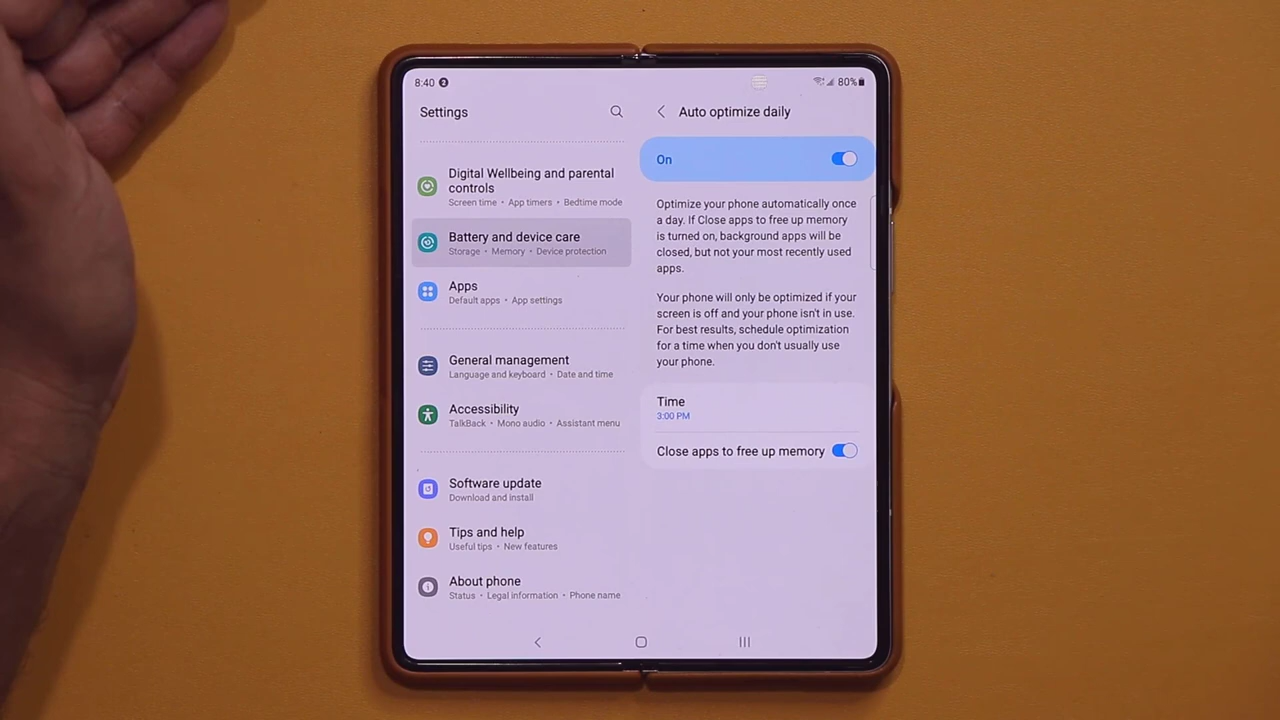 8:40 2
80%
Settings
Digital Wellbeing and parental
controls
Screen time • App timers • Bedtime mode
Battery and device care
Storage • Memory • Device protection
Apps
Default apps • App settings
General management
Language and keyboard • Date and time
Accessibility
TalkBack • Mono audio • Assistant menu
Software update
Download and install
Tips and help
Useful tips • New features
About phone
Status • Legal information • Phone name
Auto optimize daily
On
Optimize your phone automatically once
a day. If Close apps to free up memory
is turned on, background apps will be
closed, but not your most recently used
apps.
Your phone will only be optimized if your
screen is off and your phone isn't in use.
For best results, schedule optimization
for a time when you don't usually use
your phone.
Time
3:00 PM
Close apps to free up memory